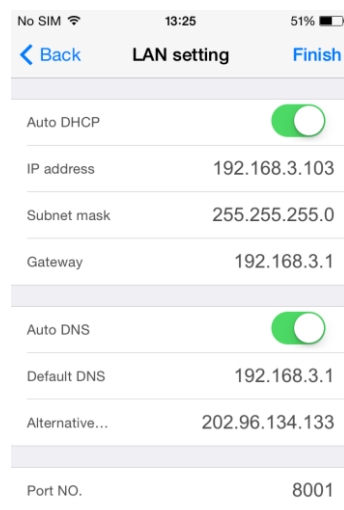 No SIM 13:25 51%
Back LAN setting Finish
Auto DHCP
IP address 192.168.3.103
Subnet mask 255.255.255.0
Gateway 192.168.3.1
Auto DNS
Default DNS 192.168.3.1
Alternative... 202.96.134.133
Port NO. 8001